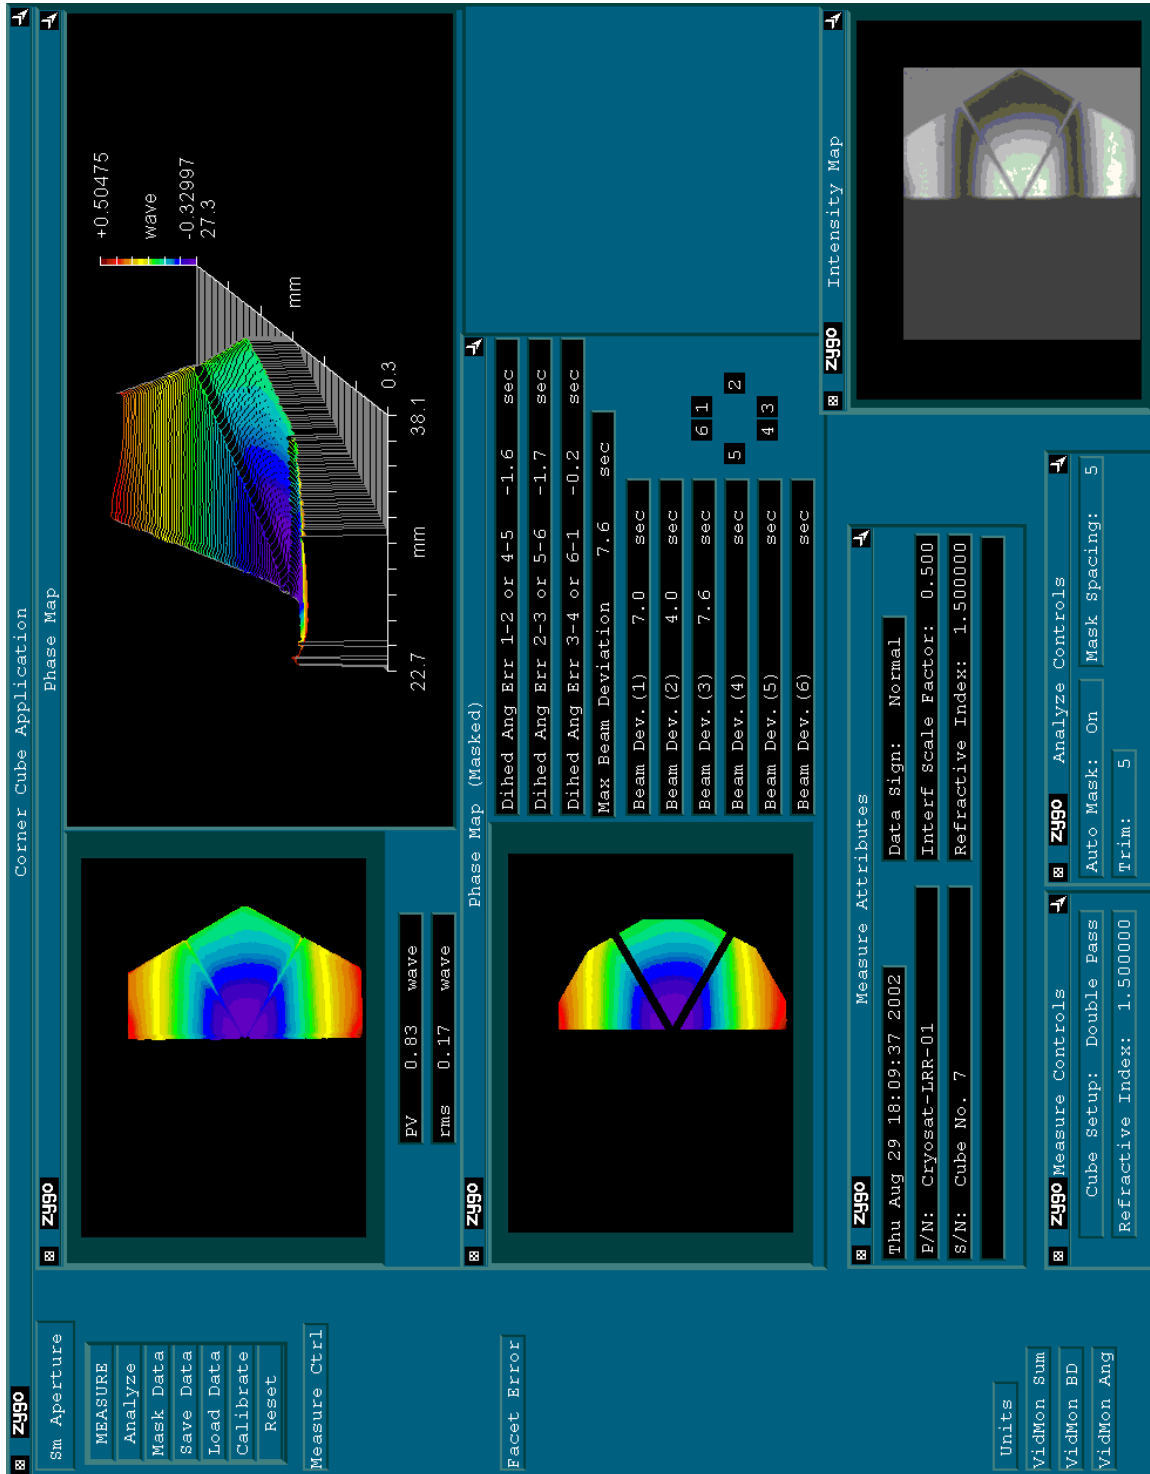 zygo
Corner Cube Application
Sm Aperture
MEASURE
Analyze
Mask Data
Save Data
Load Data
Calibrate
Reset
Measure Ctrl
Facet Error
Units
VidMon Sum
VidMon BD
VidMon Ang
zygo
Phase Map
PV 0.83 wave
rms 0.17 wave
+0.50475
wave
-0.32997
27.3
mm
0.3
38.1
mm
22.7
zygo
Phase Map (Masked)
Dihed Ang Err 1-2 or 4-5 -1.6 sec
Dihed Ang Err 2-3 or 5-6 -1.7 sec
Dihed Ang Err 3-4 or 6-1 -0.2 sec
Max Beam Deviation 7.6 sec
Beam Dev.(1) 7.0 sec
Beam Dev.(2) 4.0 sec
Beam Dev.(3) 7.6 sec
Beam Dev.(4) sec
Beam Dev.(5) sec
Beam Dev.(6) sec
6 1
5 2
4 3
zygo
Measure Attributes
Thu Aug 29 18:09:37 2002
Data Sign: Normal
P/N: Cryosat-LRR-01
Interf Scale Factor: 0.500
S/N: Cube No. 7
Refractive Index: 1.500000
zygo Measure Controls
Cube Setup: Double Pass
Refractive Index: 1.500000
zygo Analyze Controls
Auto Mask: On
Mask Spacing: 5
Trim: 5
zygo
Intensity Map